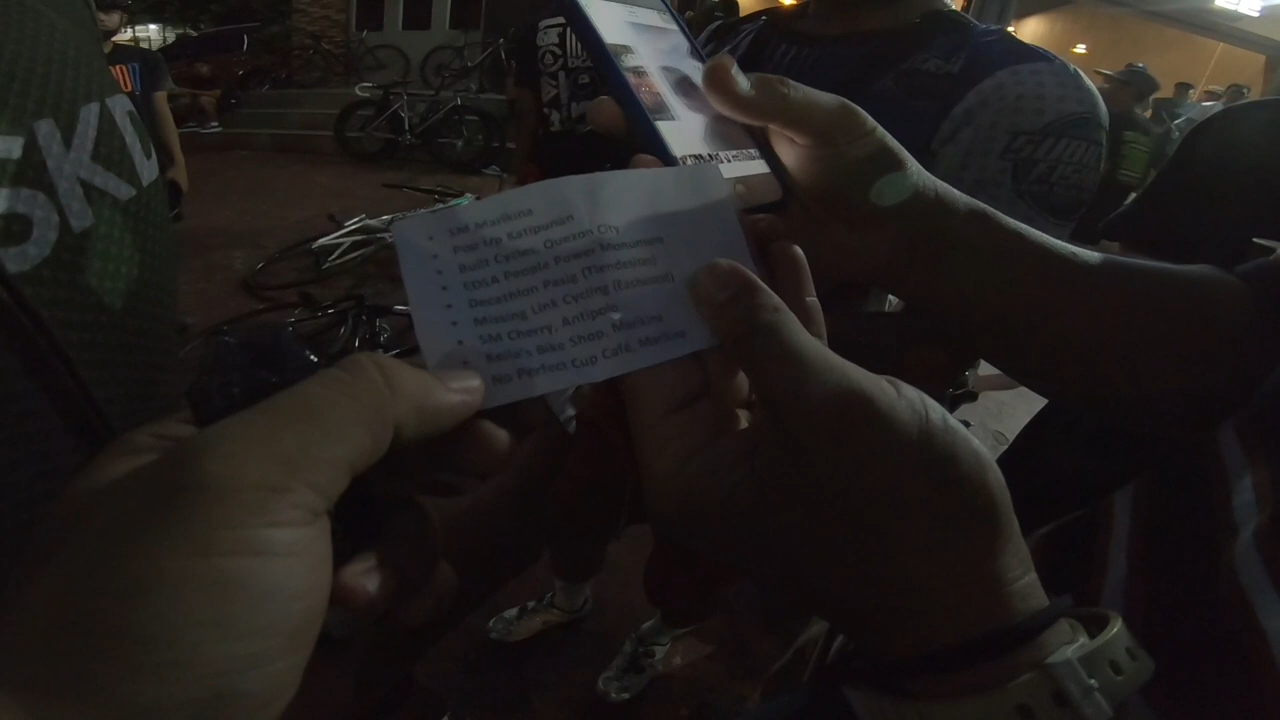 SKD
SM Marikina
Pop Up Katipunan
Built Cycles, Quezon City
EDSA People Power Monument
Decathlon Pasig (Tiendesitas)
Missing Link Cycling (Eastwood)
SM Cherry, Antipolo
Bella's Bike Shop, Marikina
No Perfect Cup Café, Marikina